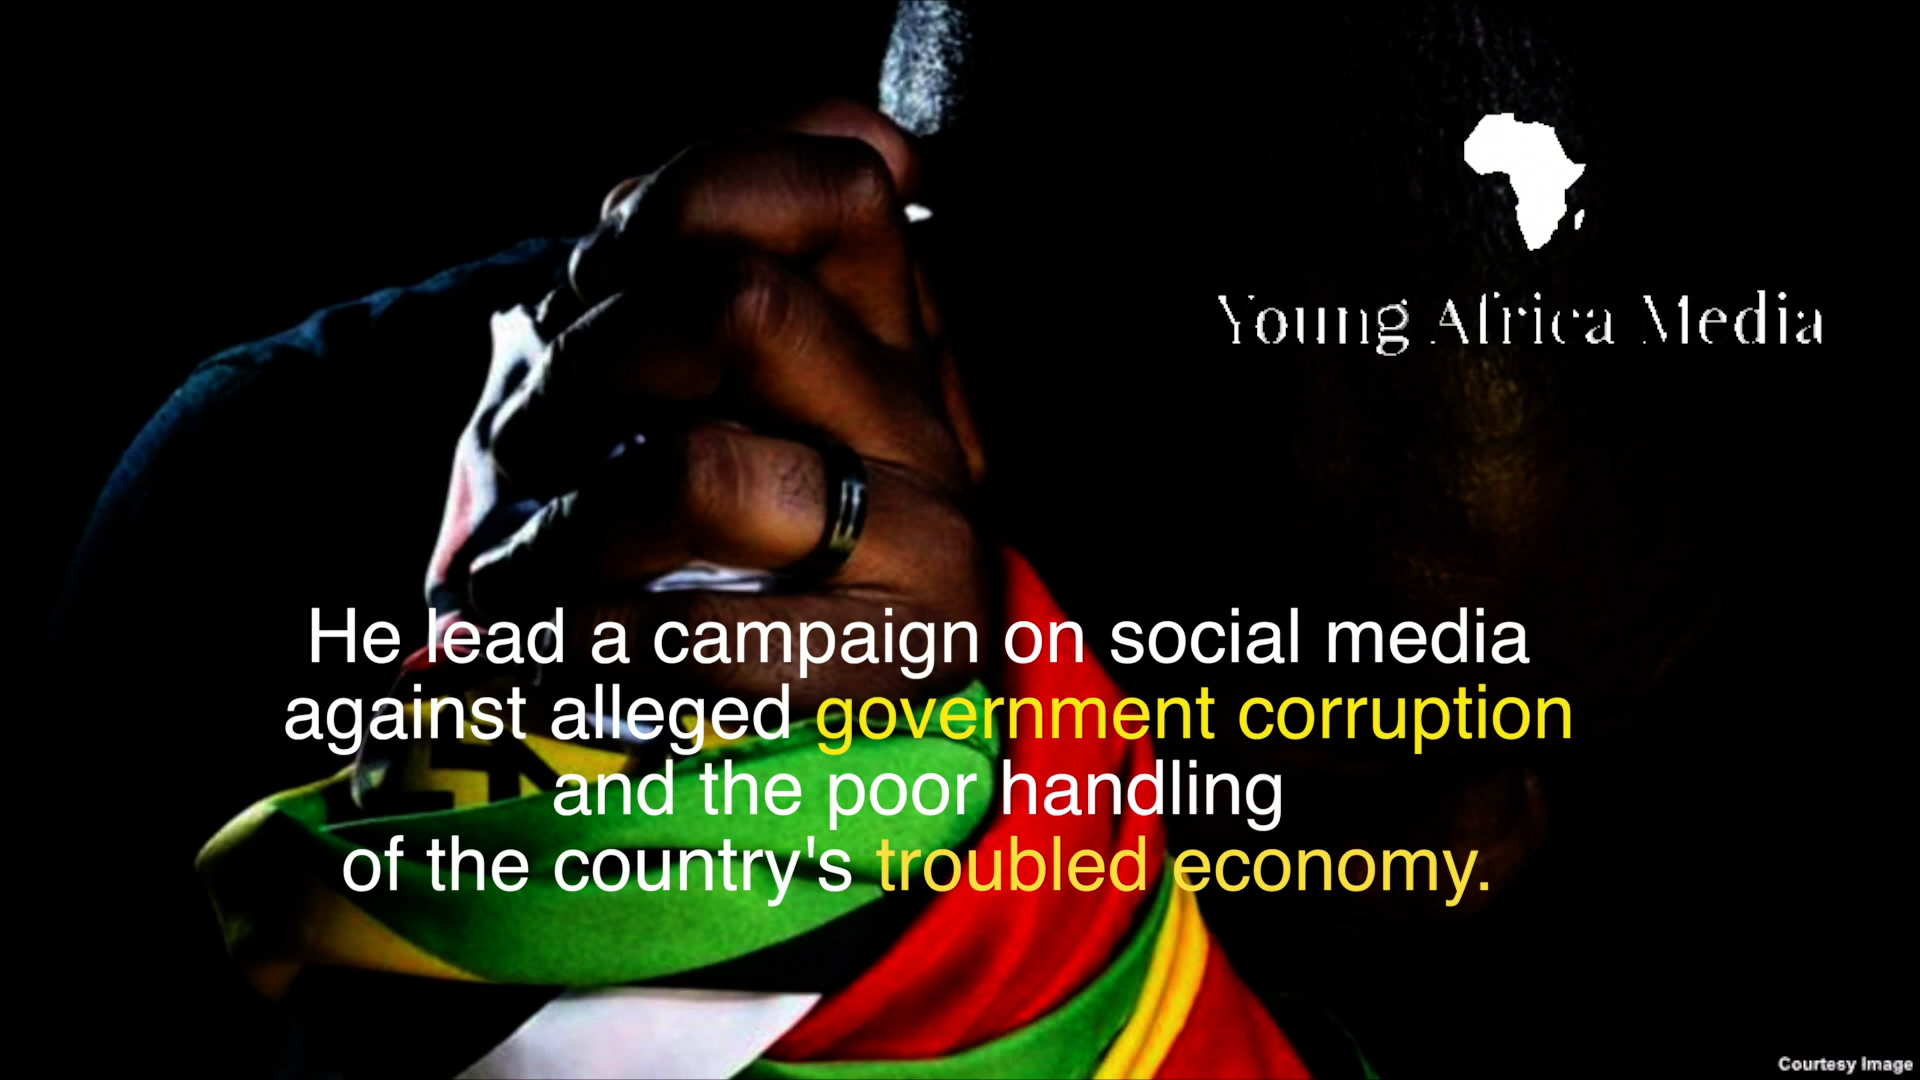 Young Africa Media
He lead a campaign on social media
against alleged government corruption
and the poor handling
of the country's troubled economy.
Courtesy Image